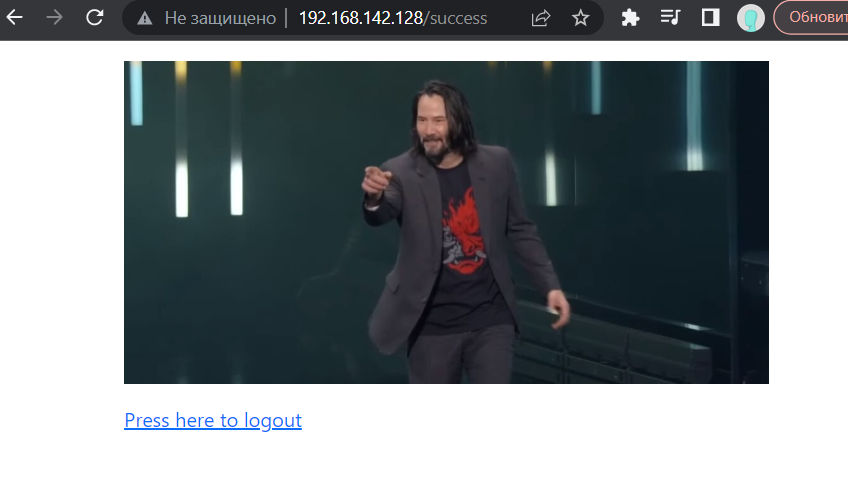 Не защищено | 192.168.142.128/success
Обновит
Press here to logout